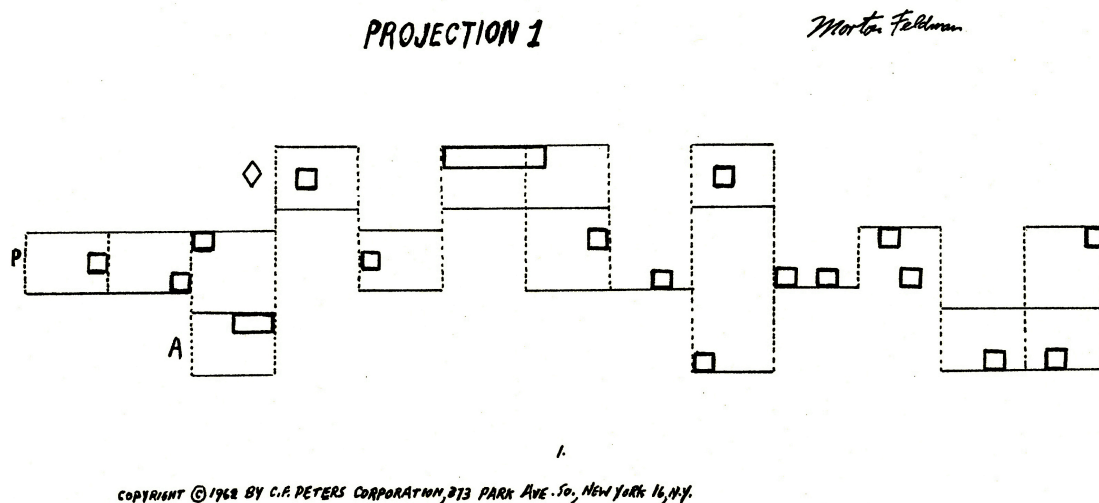 PROJECTION 1
Morton Feldman
P
A
1.
COPYRIGHT © 1962 BY C.F. PETERS CORPORATION, 373 PARK AVE. SO., NEW YORK 16, N.Y.